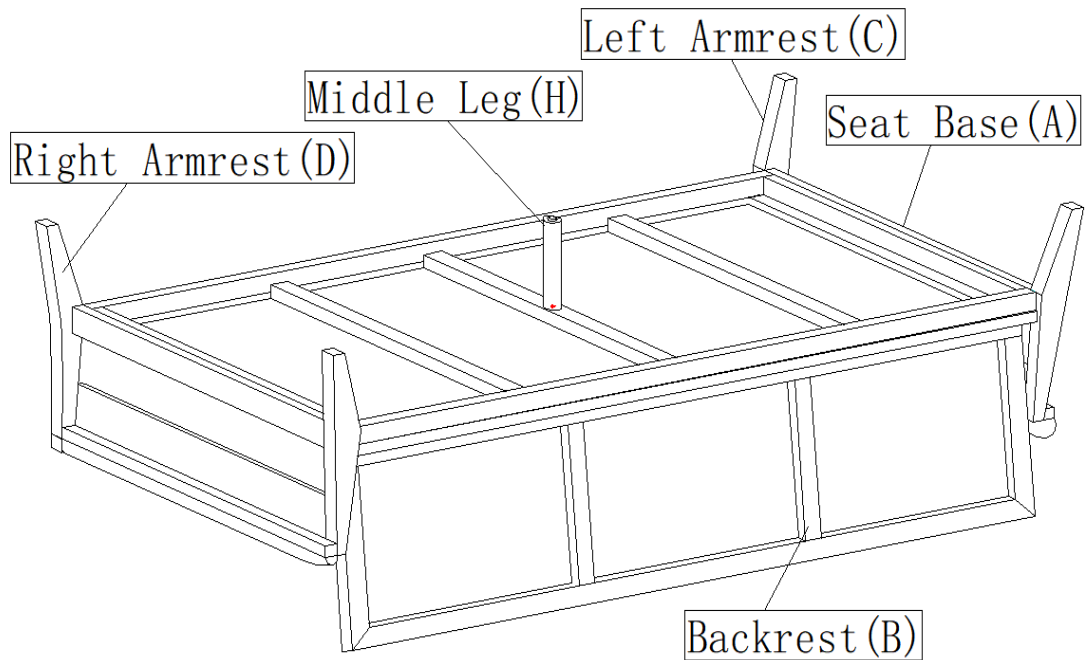 Left Armrest(C)
Middle Leg(H)
Seat Base(A)
Right Armrest(D)
Backrest(B)